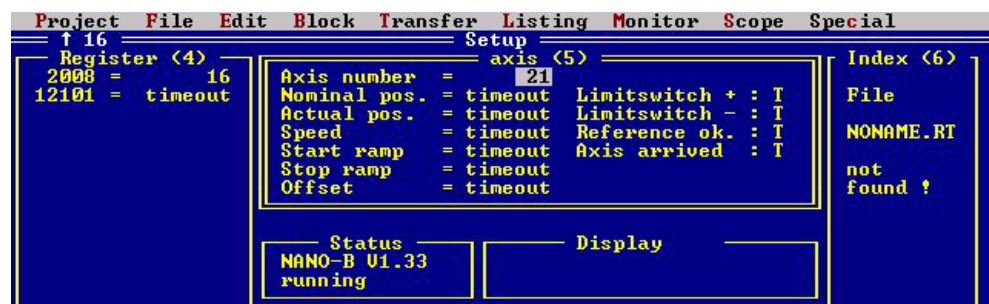 Project File Edit Block Transfer Listing Monitor Scope Special
↑ 16 Setup
Register (4)
2008 = 16
12101 = timeout
axis (5)
Axis number = 21
Nominal pos. = timeout Limitswitch + : T
Actual pos. = timeout Limitswitch - : T
Speed = timeout Reference ok. : T
Start ramp = timeout Axis arrived : T
Stop ramp = timeout
Offset = timeout
Index (6)
File
NONAME.RT
not
found !
Status
NANO-B V1.33
running
Display